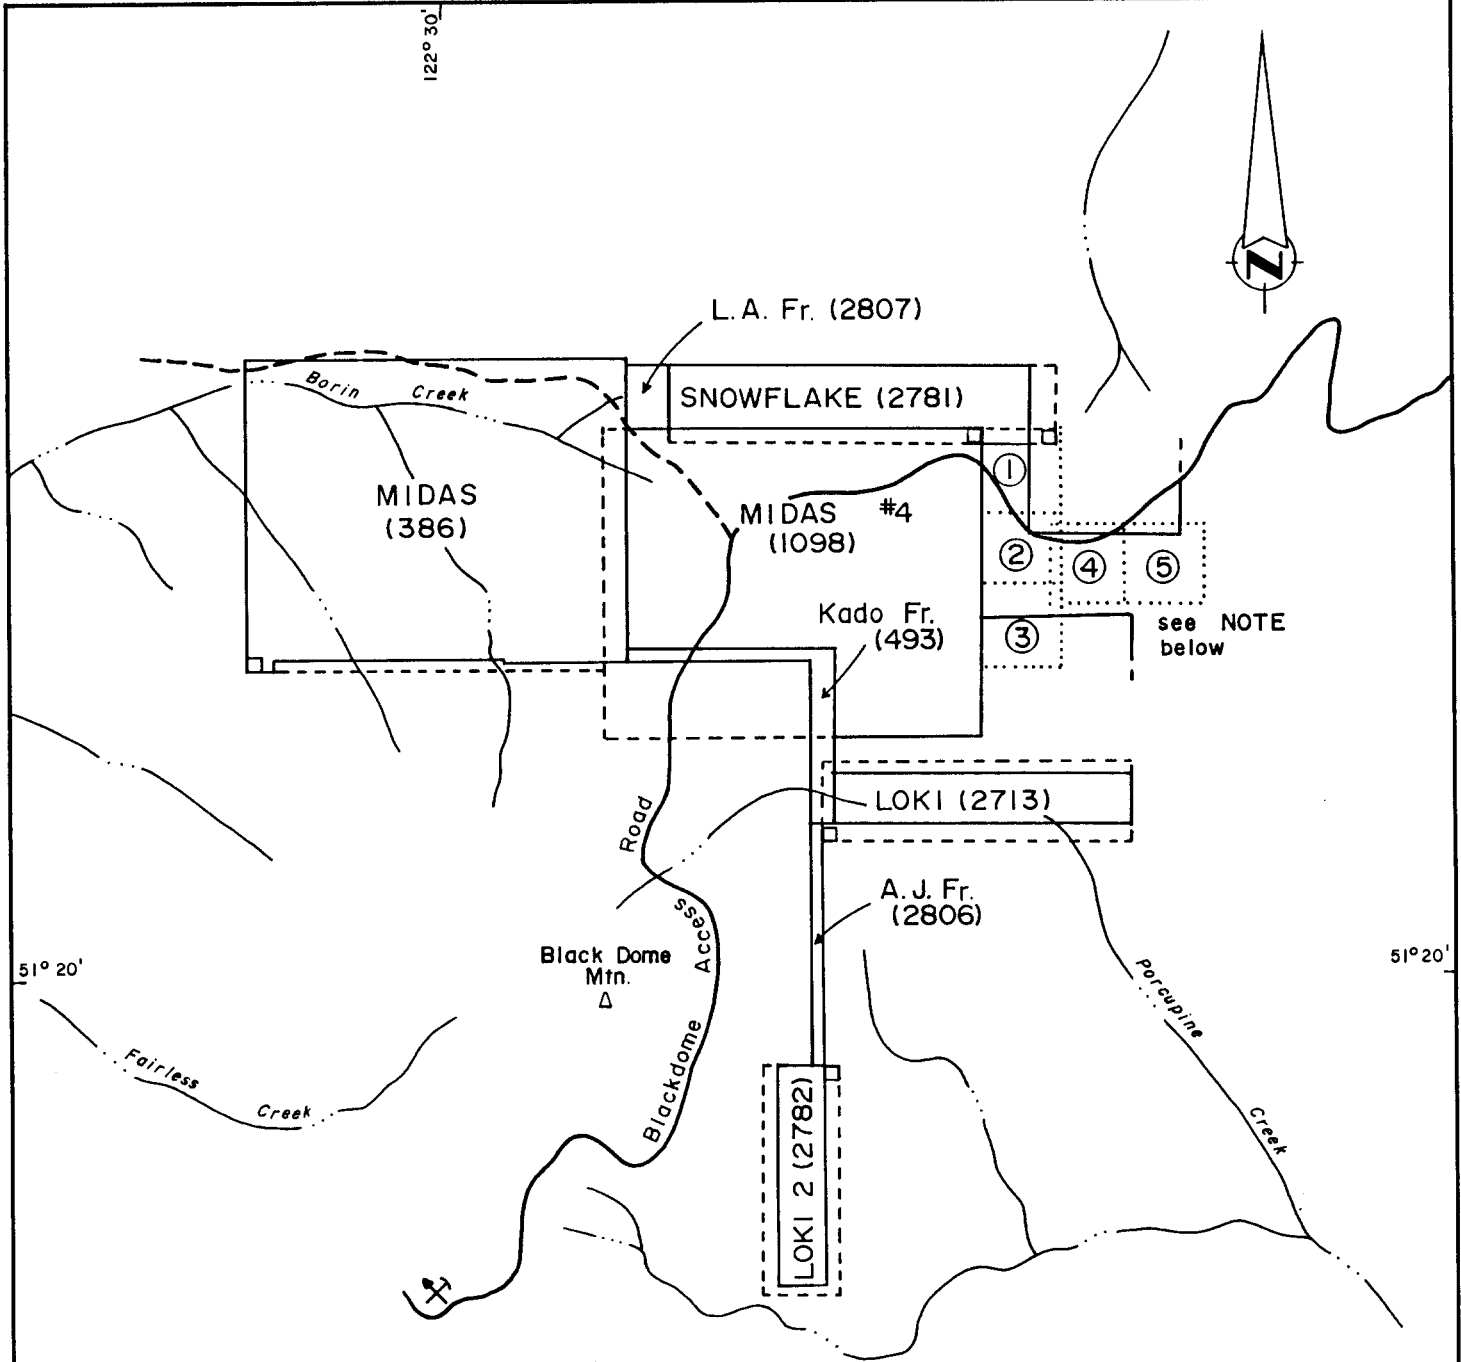 122° 30'
N
L.A. Fr. (2807)
Borin Creek
SNOWFLAKE (2781)
1
MIDAS
(386)
MIDAS #4
(1098)
2
4
5
Kado Fr.
(493)
3
see NOTE
below
LOKI (2713)
Road
Access
Blackdome
A.J. Fr.
(2806)
Black Dome
Mtn.
51° 20'
51° 20'
Porcupine
Creek
Fairless
Creek
LOKI 2 (2782)